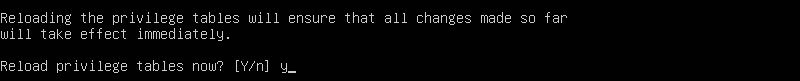 Reloading the privilege tables will ensure that all changes made so far
will take effect immediately.
Reload privilege tables now? [Y/n] y_